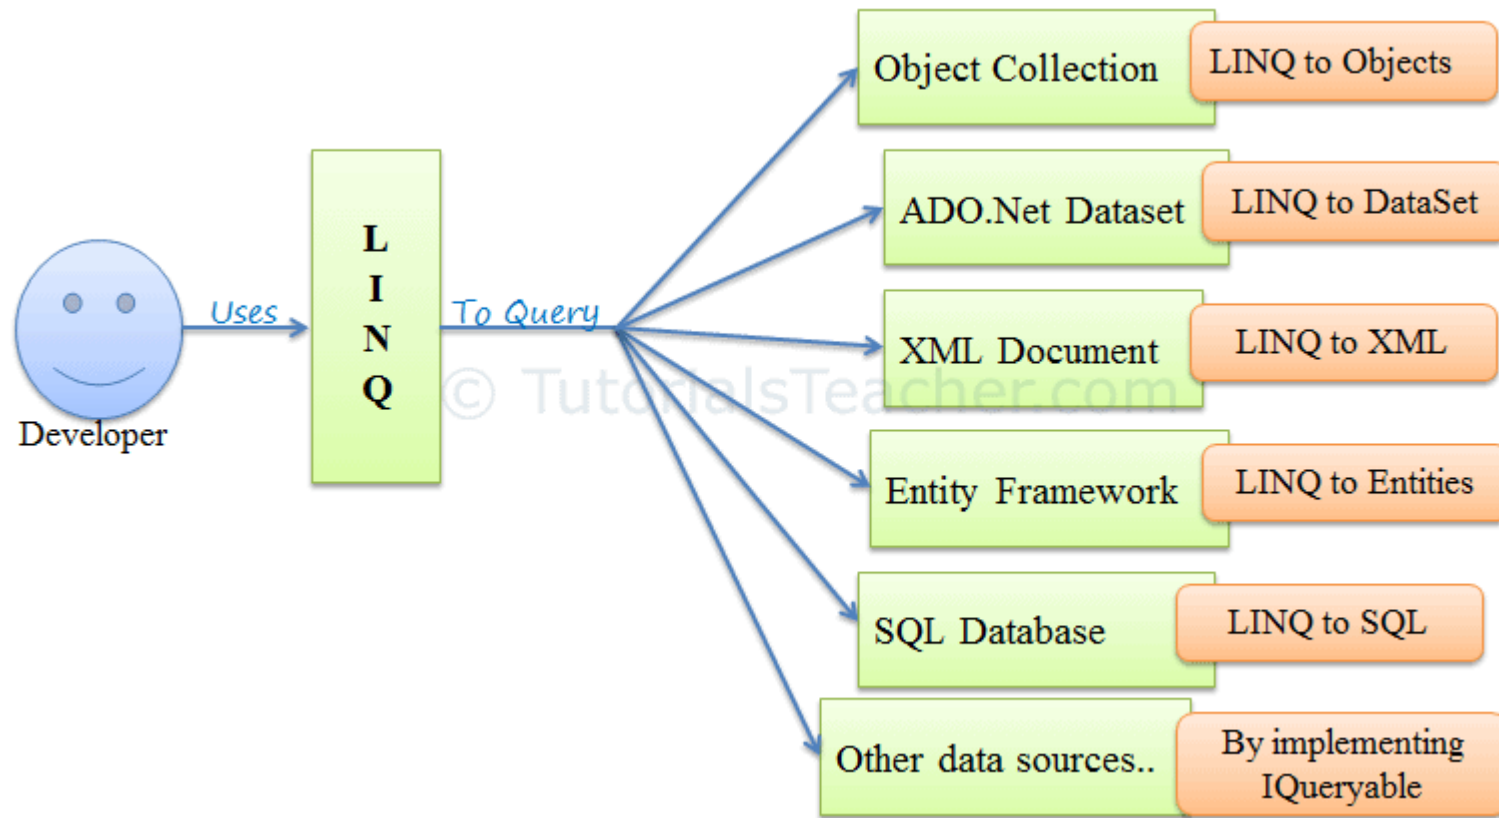 Object Collection
LINQ to Objects
ADO.Net Dataset
LINQ to DataSet
L
I
N
Q
Uses
To Query
XML Document
LINQ to XML
© TutorialsTeacher.com
Developer
Entity Framework
LINQ to Entities
SQL Database
LINQ to SQL
Other data sources..
By implementing
IQueryable